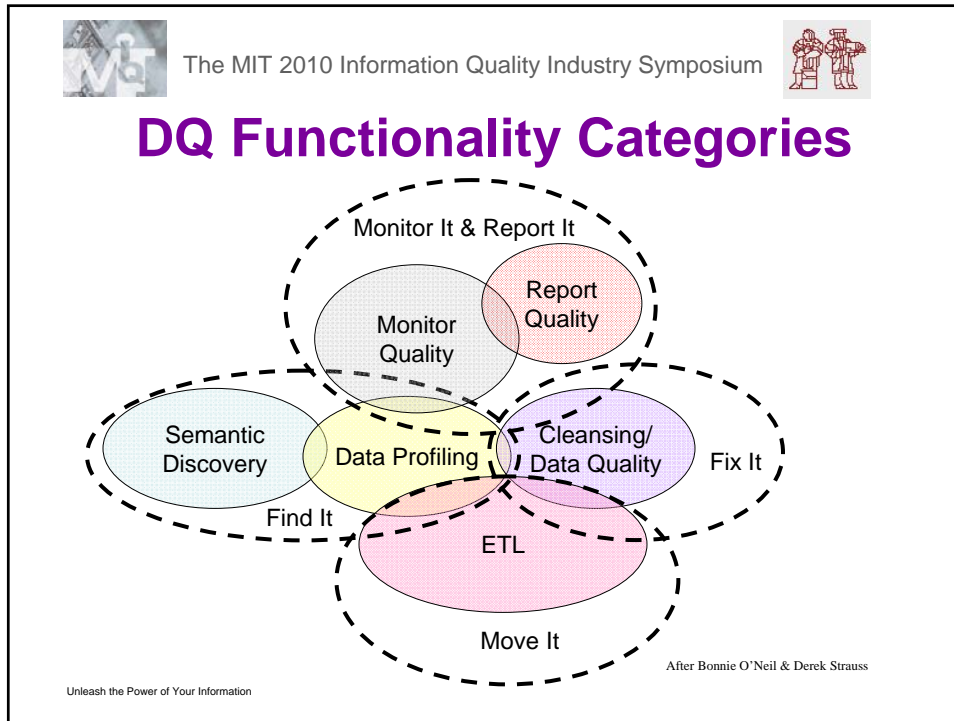 The MIT 2010 Information Quality Industry Symposium
DQ Functionality Categories
Monitor It & Report It
Report
Quality
Monitor
Quality
Semantic
Discovery
Data Profiling
Cleansing/
Data Quality
Fix It
Find It
ETL
Move It
After Bonnie O’Neil & Derek Strauss
Unleash the Power of Your Information